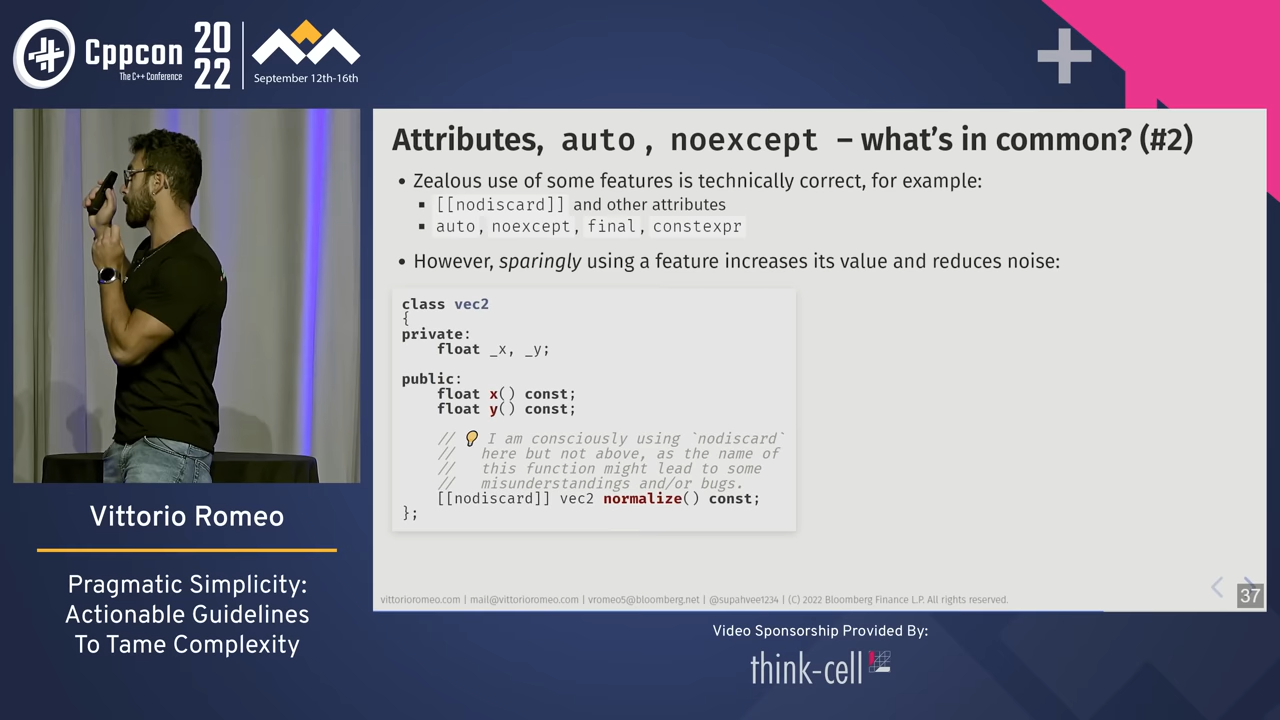 Cppcon
The C++ Conference
20
22
September 12th-16th
Attributes, auto, noexcept – what's in common? (#2)
• Zealous use of some features is technically correct, for example:
▪ [[nodiscard]] and other attributes
▪ auto, noexcept, final, constexpr
• However, sparingly using a feature increases its value and reduces noise:
class vec2
{
private:
    float _x, _y;
public:
    float x() const;
    float y() const;
    // 💡 I am consciously using `nodiscard`
    //    here but not above, as the name of
    //    this function might lead to some
    //    misunderstandings and/or bugs.
    [[nodiscard]] vec2 normalize() const;
};
vittorioromeo.com | mail@vittorioromeo.com | vromeo5@bloomberg.net | @supahvee1234 | (C) 2022 Bloomberg Finance L.P. All rights reserved.
37
Vittorio Romeo
Pragmatic Simplicity:
Actionable Guidelines
To Tame Complexity
Video Sponsorship Provided By:
think-cell